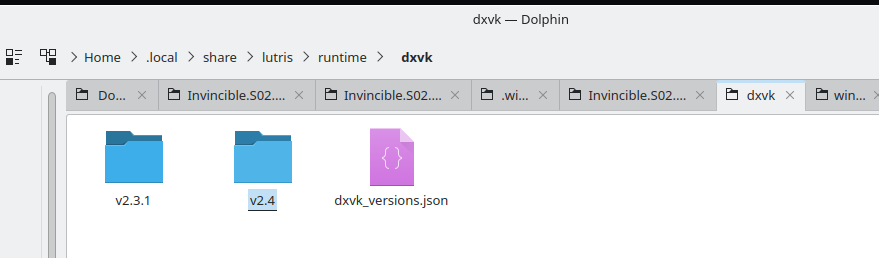 dxvk — Dolphin
Home .local share lutris runtime dxvk
Do... Invincible.S02.... Invincible.S02.... .wi... Invincible.S02.... dxvk win...
v2.3.1 v2.4 dxvk_versions.json